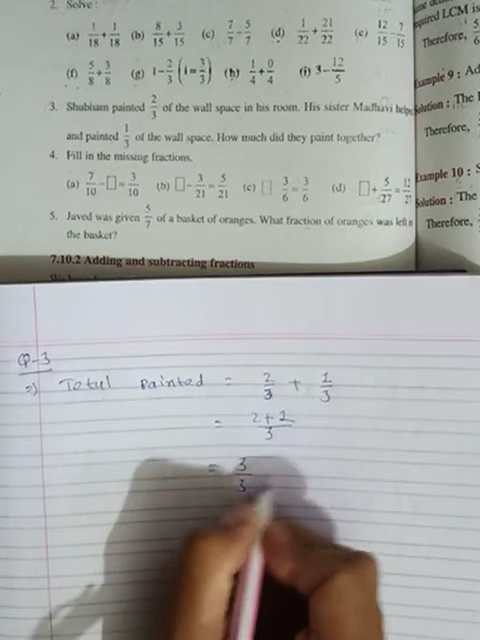 2. Solve :
(a) 1/18 + 1/18 (b) 8/15 + 3/15 (c) 7/7 - 5/7 (d) 1/22 + 21/22 (e) 12/15 - 7/15
(f) 5/8 + 3/8 (g) 1 - 2/3 (1 = 3/3) (h) 1/4 + 0/4 (i) 3 - 12/5
3. Shubham painted 2/3 of the wall space in his room. His sister Madhavi helpe
and painted 1/3 of the wall space. How much did they paint together?
4. Fill in the missing fractions.
(a) 7/10 - □ = 3/10 (b) □ - 3/21 = 5/21 (c) □ 3/6 = 3/6 (d) □ + 5/27 = 12/27
5. Javed was given 5/7 of a basket of oranges. What fraction of oranges was left in
the basket?
7.10.2 Adding and subtracting fractions
required LCM is
Therefore, 5/6
Example 9 : Ad
Solution : The
Therefore,
Example 10 : S
Solution : The
Therefore,
Q-3
=> Totul painted = 2/3 + 1/3
= 2+1/3
= 3/3